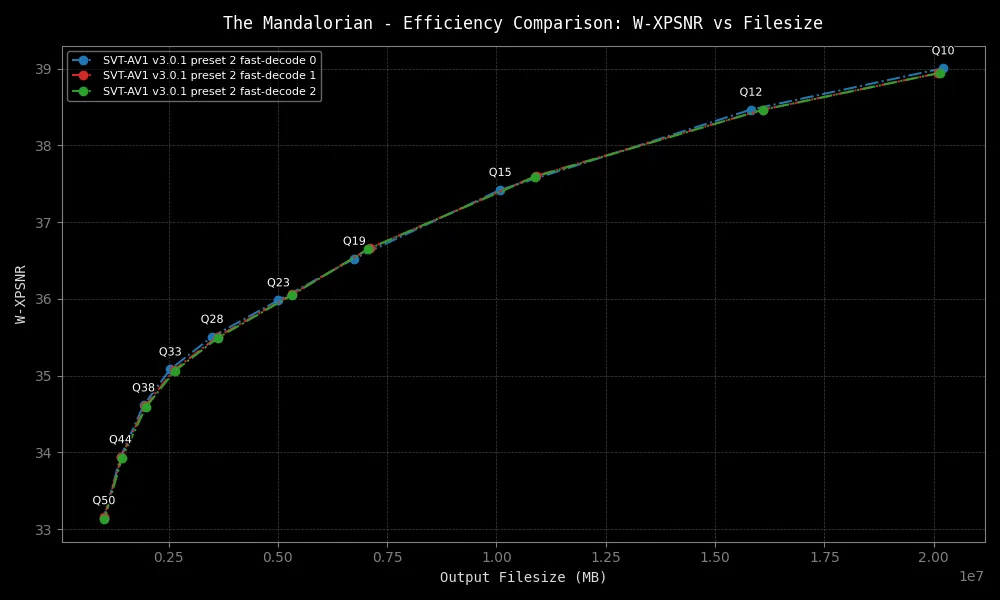 The Mandalorian - Efficiency Comparison: W-XPSNR vs Filesize
SVT-AV1 v3.0.1 preset 2 fast-decode 0
SVT-AV1 v3.0.1 preset 2 fast-decode 1
SVT-AV1 v3.0.1 preset 2 fast-decode 2
Q10
Q12
Q15
Q19
Q23
Q28
Q33
Q38
Q44
Q50
39
38
37
36
35
34
33
W-XPSNR
0.25
0.50
0.75
1.00
1.25
1.50
1.75
2.00
1e7
Output Filesize (MB)